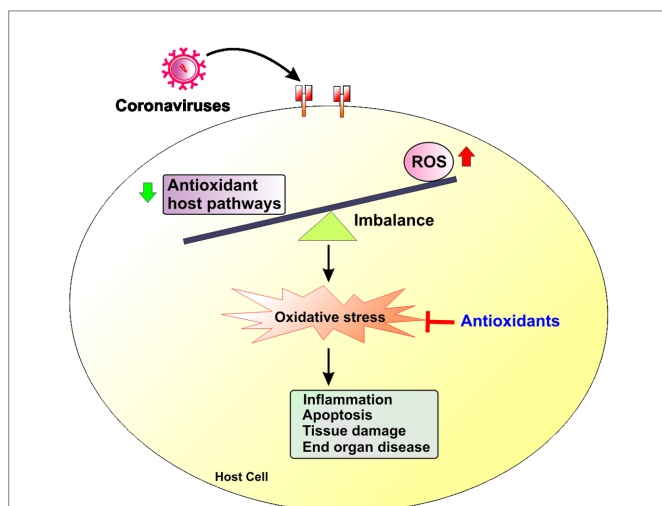 Coronaviruses
ROS
Antioxidant
host pathways
Imbalance
Oxidative stress
Antioxidants
Inflammation
Apoptosis
Tissue damage
End organ disease
Host Cell